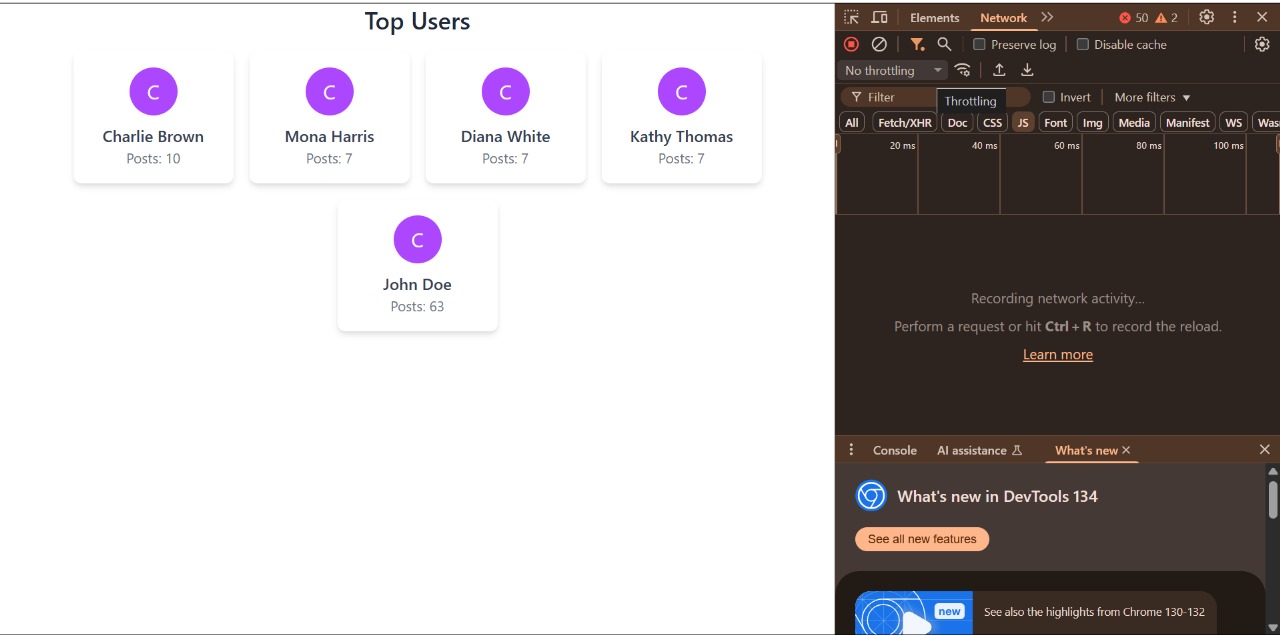 Top Users
C
Charlie Brown
Posts: 10
C
Mona Harris
Posts: 7
C
Diana White
Posts: 7
C
Kathy Thomas
Posts: 7
C
John Doe
Posts: 63
Elements Network 50 2
Preserve log Disable cache
No throttling
Filter Throttling Invert More filters
All Fetch/XHR Doc CSS JS Font Img Media Manifest WS Was
20 ms 40 ms 60 ms 80 ms 100 ms
Recording network activity...
Perform a request or hit Ctrl + R to record the reload.
Learn more
Console AI assistance What's new
What's new in DevTools 134
See all new features
new See also the highlights from Chrome 130-132